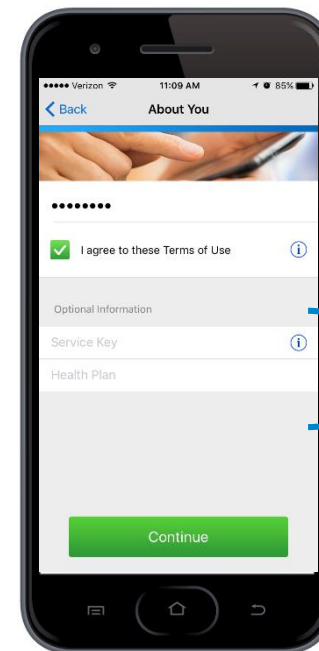 ●●●●● Verizon 11:09 AM 85%
Back About You
●●●●●●●●
I agree to these Terms of Use
Optional Information
Service Key
Health Plan
Continue